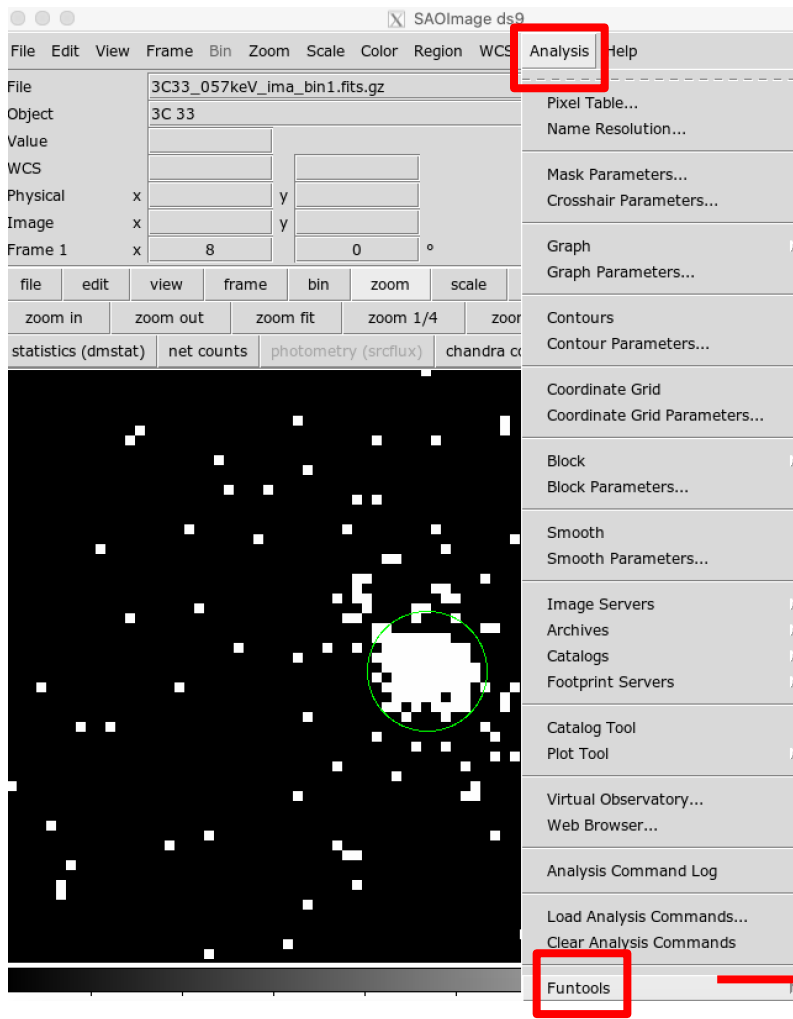 SAOImage ds9
File Edit View Frame Bin Zoom Scale Color Region WCS Analysis Help
File 3C33_057keV_ima_bin1.fits.gz
Object 3C 33
Value
WCS
Physical x y
Image x y
Frame 1 x 8 0 °
file edit view frame bin zoom scale
zoom in zoom out zoom fit zoom 1/4 zoom
statistics (dmstat) net counts photometry (srcflux) chandra
Pixel Table...
Name Resolution...
Mask Parameters...
Crosshair Parameters...
Graph
Graph Parameters...
Contours
Contour Parameters...
Coordinate Grid
Coordinate Grid Parameters...
Block
Block Parameters...
Smooth
Smooth Parameters...
Image Servers
Archives
Catalogs
Footprint Servers
Catalog Tool
Plot Tool
Virtual Observatory...
Web Browser...
Analysis Command Log
Load Analysis Commands...
Clear Analysis Commands
Funtools